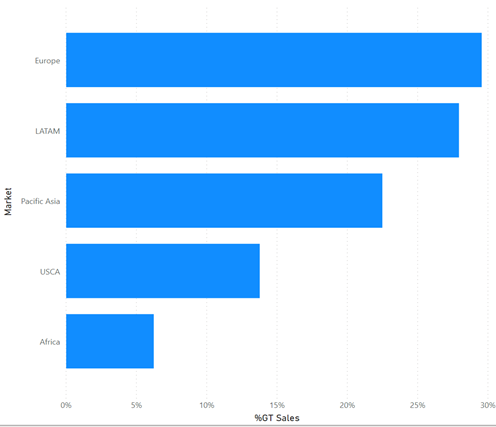 Market
Europe
LATAM
Pacific Asia
USCA
Africa
0% 5% 10% 15% 20% 25% 30%
%GT Sales